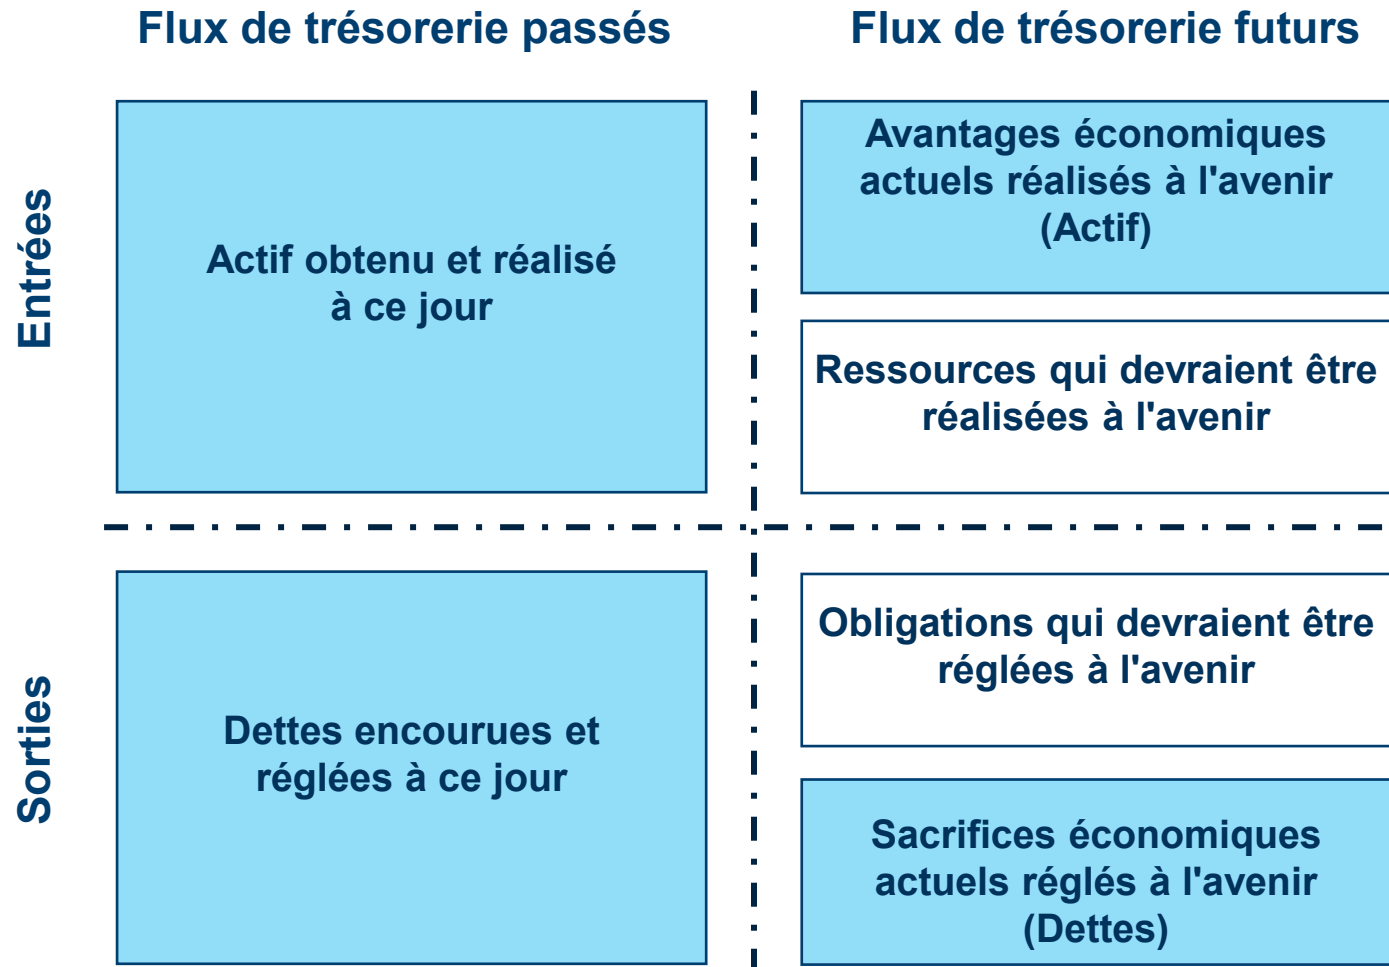 Flux de trésorerie passés
Flux de trésorerie futurs
Entrées
Actif obtenu et réalisé
à ce jour
Avantages économiques
actuels réalisés à l'avenir
(Actif)
Ressources qui devraient être
réalisées à l'avenir
Sorties
Dettes encourues et
réglées à ce jour
Obligations qui devraient être
réglées à l'avenir
Sacrifices économiques
actuels réglés à l'avenir
(Dettes)